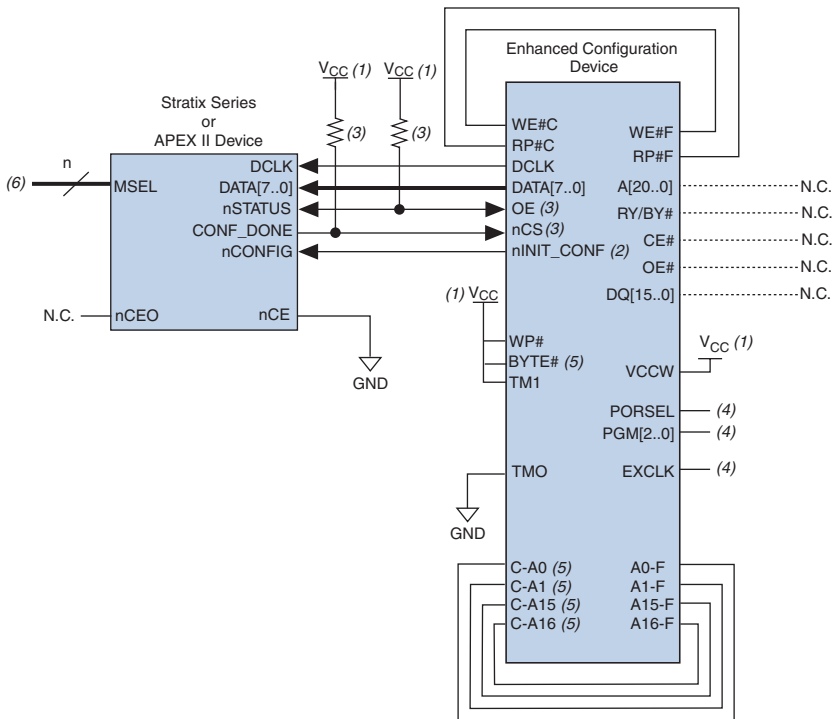 Enhanced Configuration
Device
V_CC (1)
V_CC (1)
Stratix Series
or
APEX II Device
(3)
(3)
WE#C
RP#C
DCLK
DATA[7..0]
OE (3)
nCS (3)
nINIT_CONF (2)
WE#F
RP#F
A[20..0]
N.C.
RY/BY#
N.C.
CE#
N.C.
OE#
N.C.
DQ[15..0]
N.C.
n
(6)
MSEL
DCLK
DATA[7..0]
nSTATUS
CONF_DONE
nCONFIG
N.C.
nCEO
nCE
GND
(1) V_CC
WP#
BYTE# (5)
TM1
V_CC (1)
VCCW
PORSEL
(4)
PGM[2..0]
(4)
TMO
EXCLK
(4)
GND
C-A0 (5)
C-A1 (5)
C-A15 (5)
C-A16 (5)
A0-F
A1-F
A15-F
A16-F